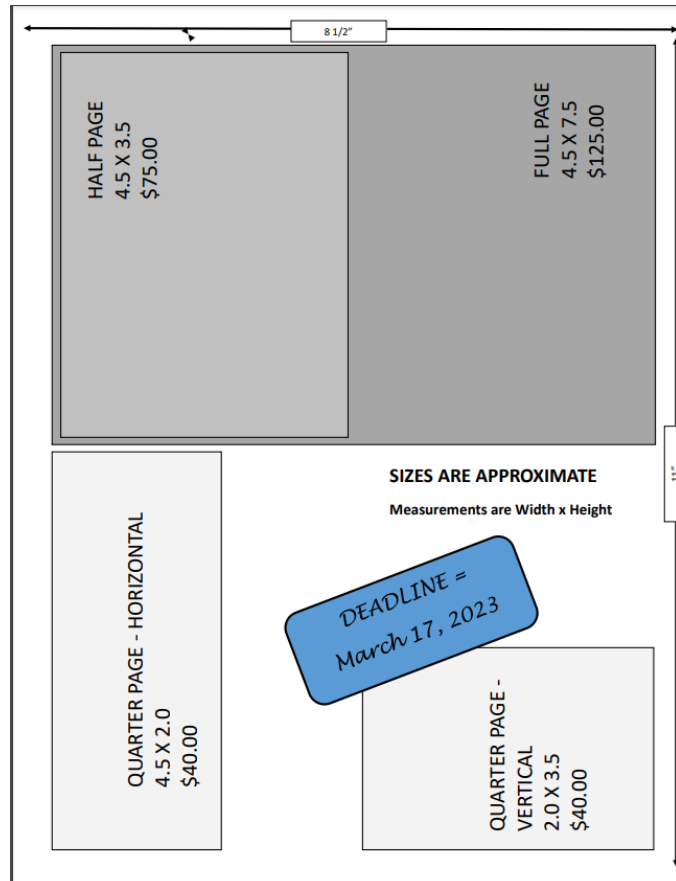 8 1/2"
HALF PAGE
4.5 X 3.5
$75.00
FULL PAGE
4.5 X 7.5
$125.00
11"
SIZES ARE APPROXIMATE
Measurements are Width x Height
DEADLINE =
March 17, 2023
QUARTER PAGE - HORIZONTAL
4.5 X 2.0
$40.00
QUARTER PAGE -
VERTICAL
2.0 X 3.5
$40.00